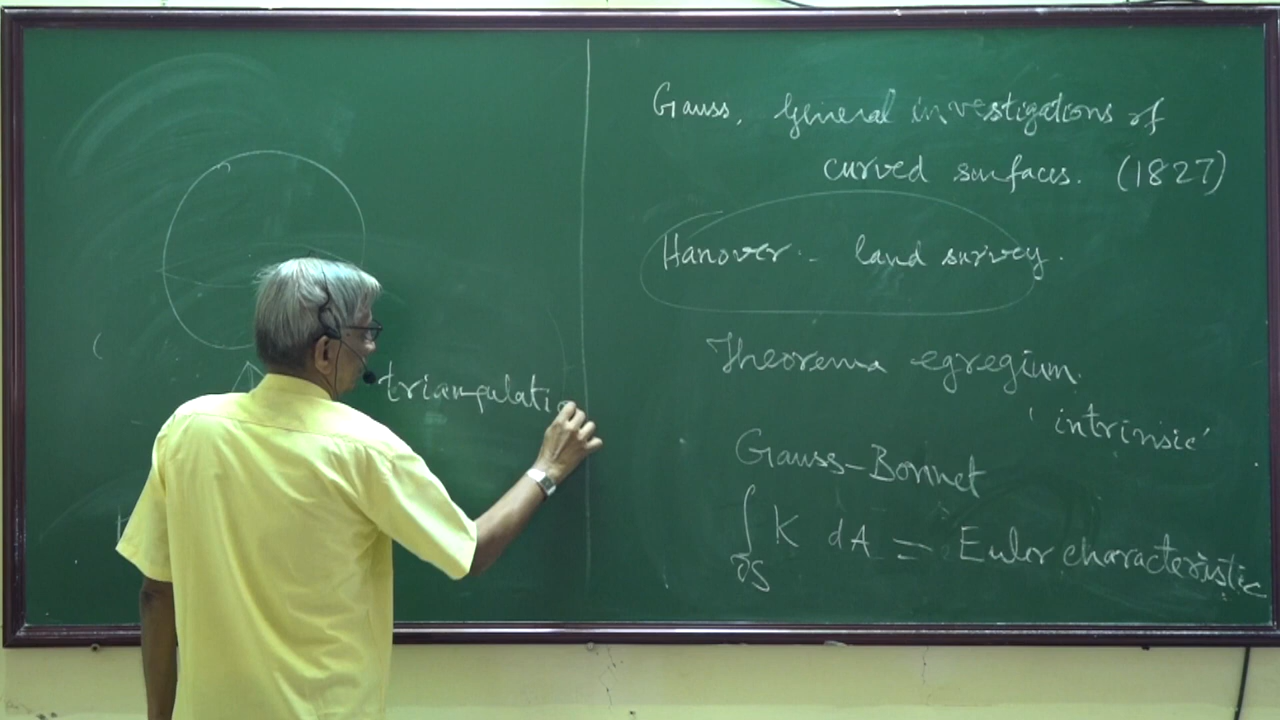 triangulatio
Gauss, General investigations of
curved surfaces. (1827)
Hanover :- land survey.
Theorema egregium.
'intrinsic'
Gauss-Bonnet
∫∂S K dA = Euler characteristic